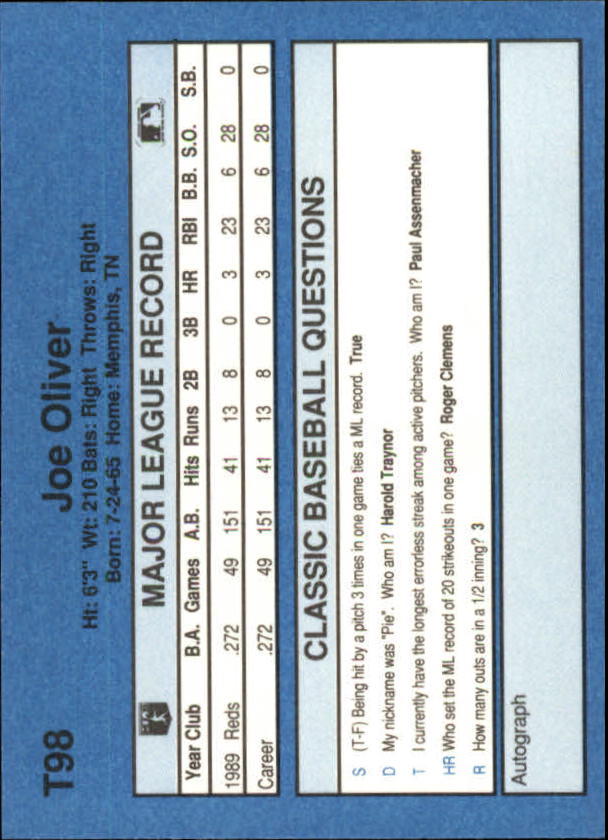 T98
Joe Oliver
Ht: 6'3" Wt: 210 Bats: Right Throws: Right
Born: 7-24-65 Home: Memphis, TN
MAJOR LEAGUE RECORD
Year Club B.A. Games A.B. Hits Runs 2B 3B HR RBI B.B. S.O. S.B.
1989 Reds .272 49 151 41 13 8 0 3 23 6 28 0
Career .272 49 151 41 13 8 0 3 23 6 28 0
CLASSIC BASEBALL QUESTIONS
S (T-F) Being hit by a pitch 3 times in one game ties a ML record. True
D My nickname was "Pie". Who am I? Harold Traynor
T I currently have the longest errorless streak among active pitchers. Who am I? Paul Assenmacher
HR Who set the ML record of 20 strikeouts in one game? Roger Clemens
R How many outs are in a 1/2 inning? 3
Autograph